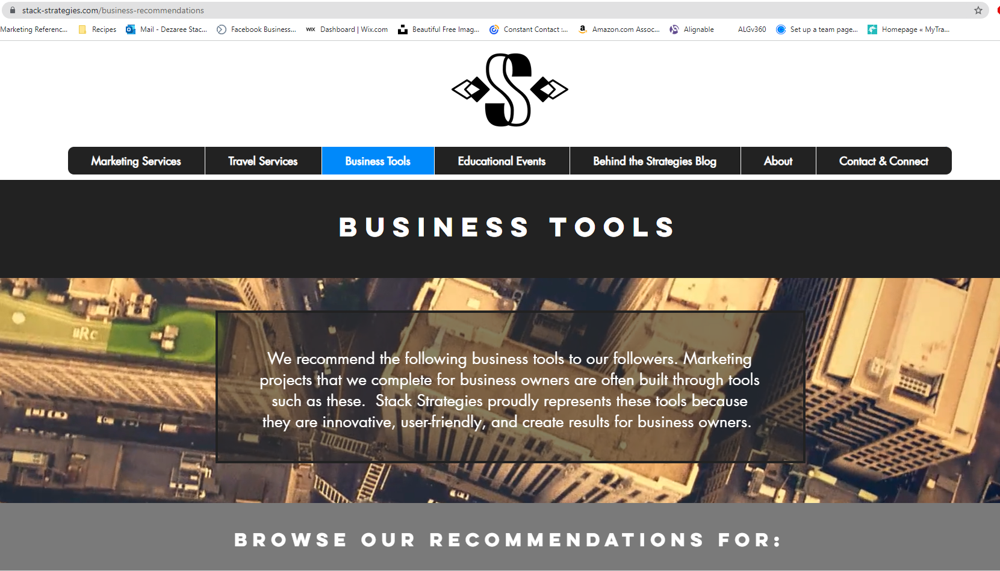 stack-strategies.com/business-recommendations
Marketing Referenc... Recipes Mail - Dezaree Stac... Facebook Business... WIX Dashboard | Wix.com Beautiful Free Imag... Constant Contact :... Amazon.com Assoc... Alignable ALGv360 Set up a team page... Homepage « MyTra...
S
Marketing Services Travel Services Business Tools Educational Events Behind the Strategies Blog About Contact & Connect
BUSINESS TOOLS
We recommend the following business tools to our followers. Marketing
projects that we complete for business owners are often built through tools
such as these.  Stack Strategies proudly represents these tools because
they are innovative, user-friendly, and create results for business owners.
BROWSE OUR RECOMMENDATIONS FOR: